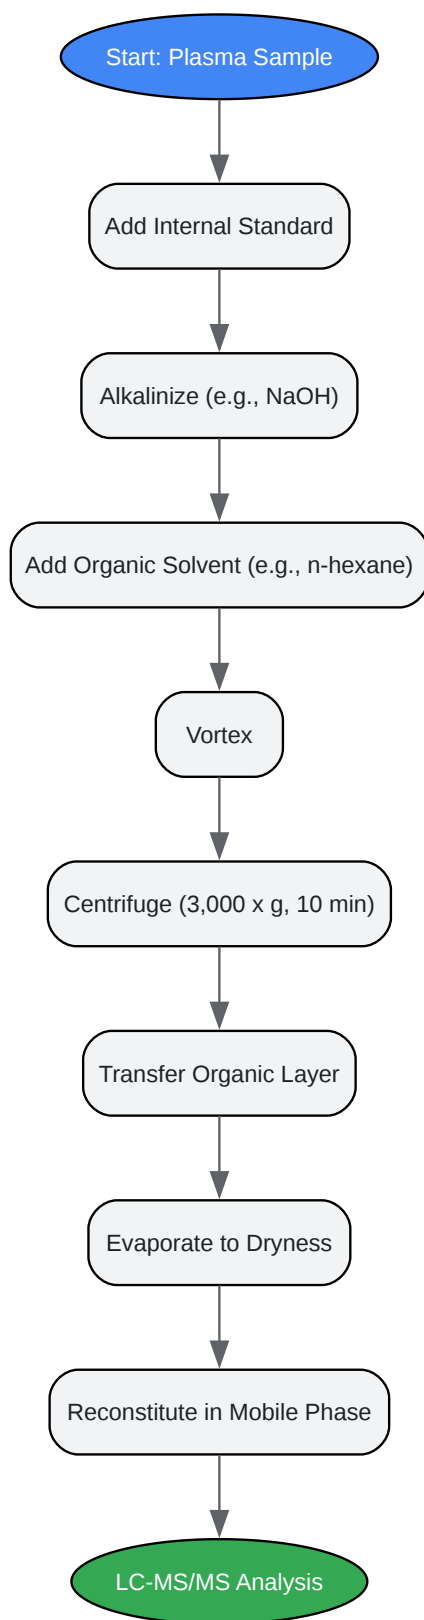 Start: Plasma Sample
Add Internal Standard
Alkalinize (e.g., NaOH)
Add Organic Solvent (e.g., n-hexane)
Vortex
Centrifuge (3,000 x g, 10 min)
Transfer Organic Layer
Evaporate to Dryness
Reconstitute in Mobile Phase
LC-MS/MS Analysis